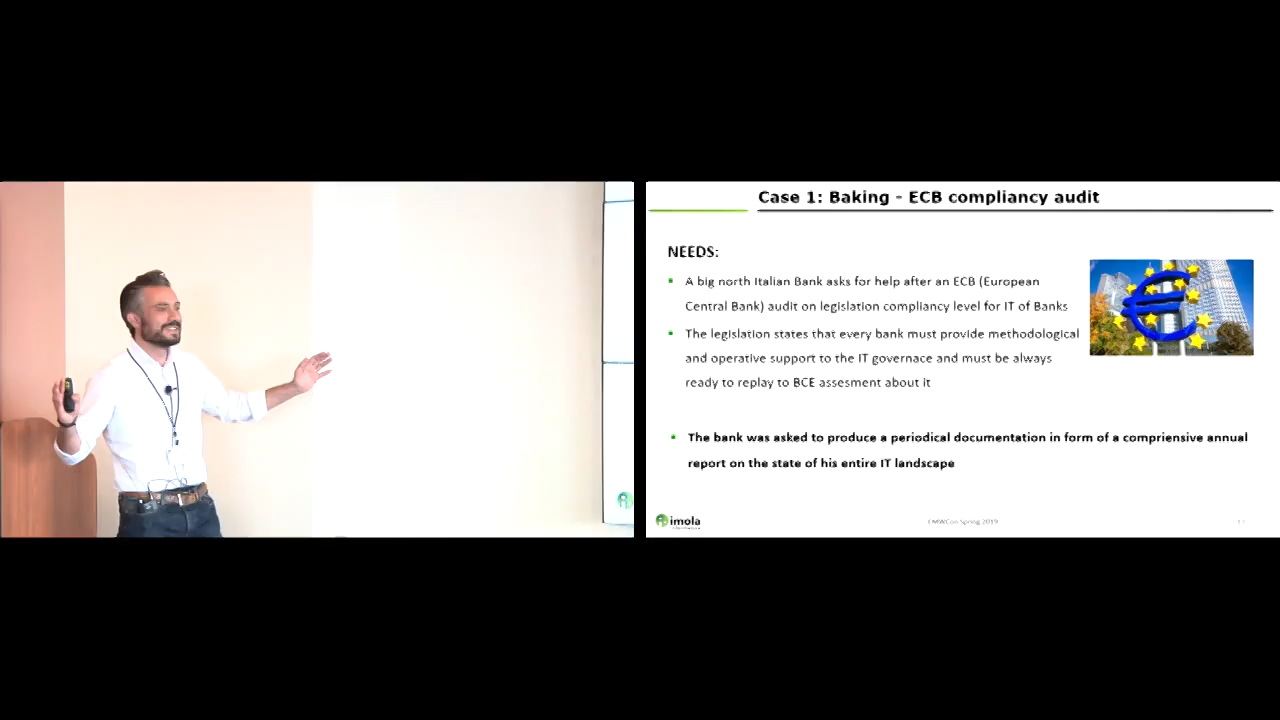 Case 1: Baking - ECB compliancy audit
NEEDS:
A big north Italian Bank asks for help after an ECB (European
Central Bank) audit on legislation compliancy level for IT of Banks
The legislation states that every bank must provide methodological
and operative support to the IT governace and must be always
ready to replay to BCE assesment about it
The bank was asked to produce a periodical documentation in form of a compriensive annual
report on the state of his entire IT landscape
imola
EMWCon Spring 2019